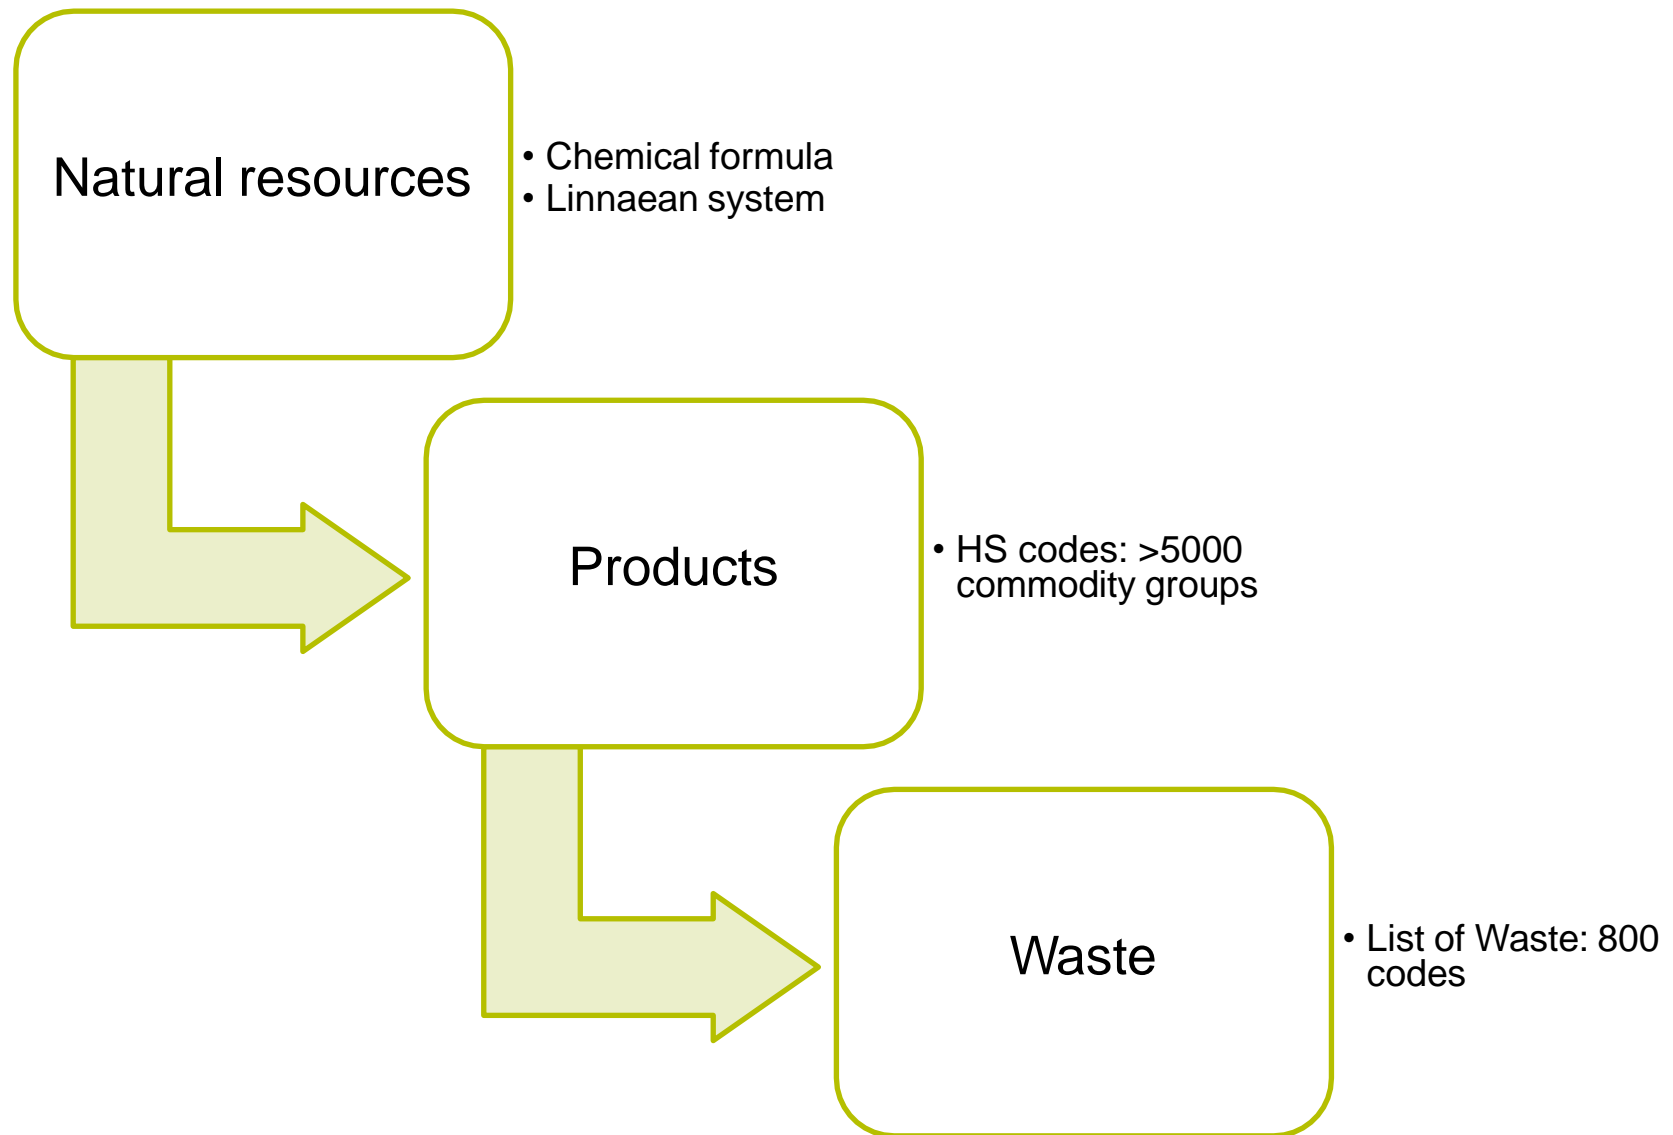 Natural resources
• Chemical formula
• Linnaean system
Products
• HS codes: >5000
commodity groups
Waste
• List of Waste: 800
codes